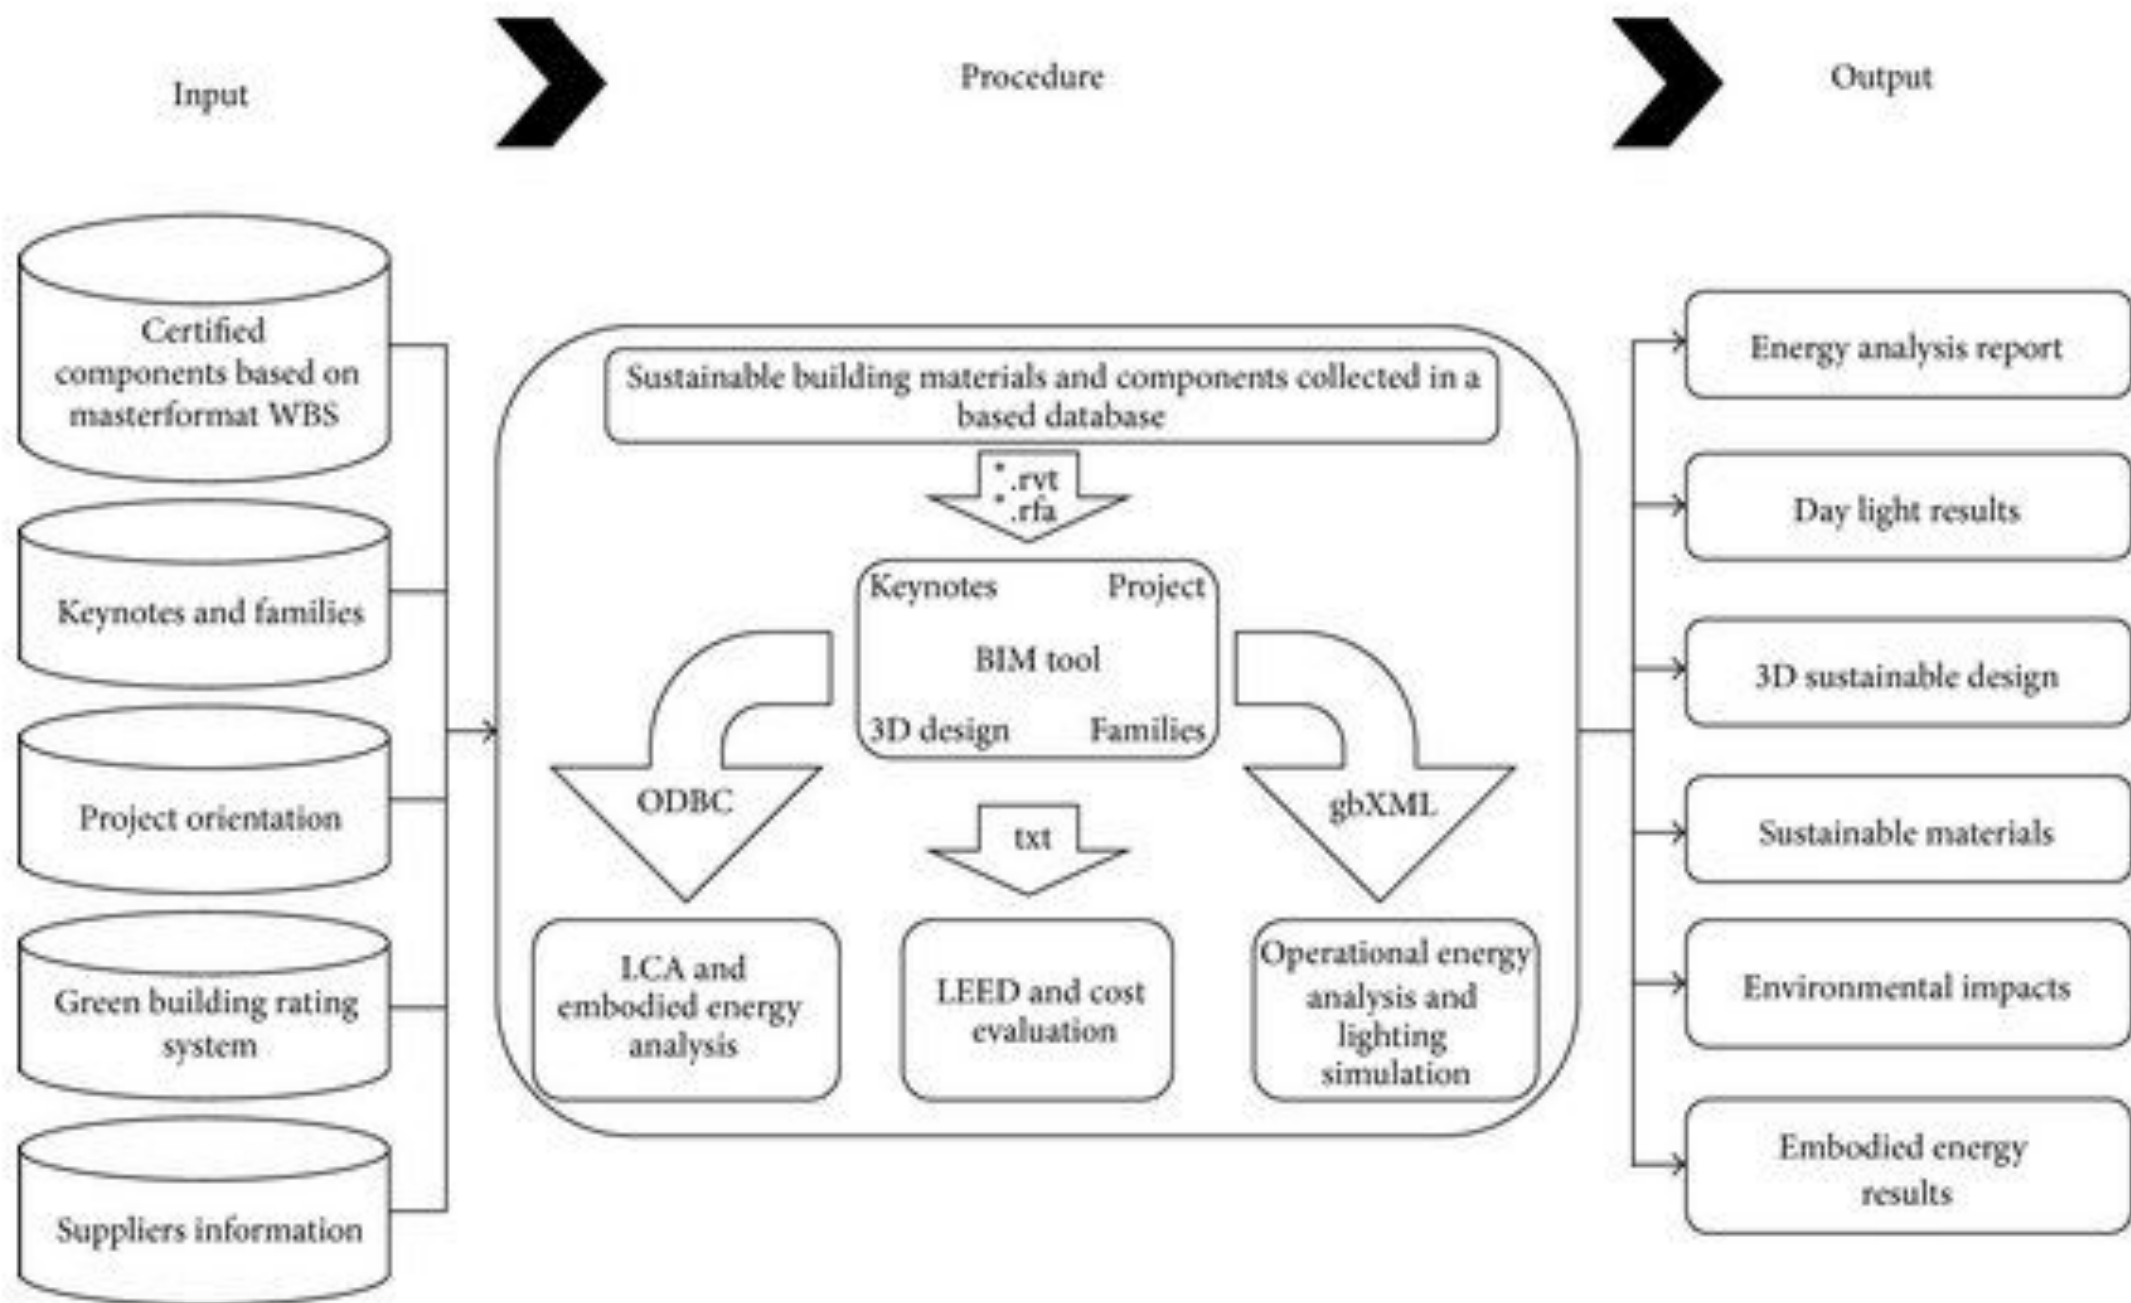 Input
Procedure
Output
Certified
components based on
masterformat WBS
Keynotes and families
Project orientation
Green building rating
system
Suppliers information
Sustainable building materials and components collected in a
based database
*.rvt
*.rfa
Keynotes
Project
BIM tool
3D design
Families
ODBC
txt
gbXML
LCA and
embodied energy
analysis
LEED and cost
evaluation
Operational energy
analysis and
lighting
simulation
Energy analysis report
Day light results
3D sustainable design
Sustainable materials
Environmental impacts
Embodied energy
results